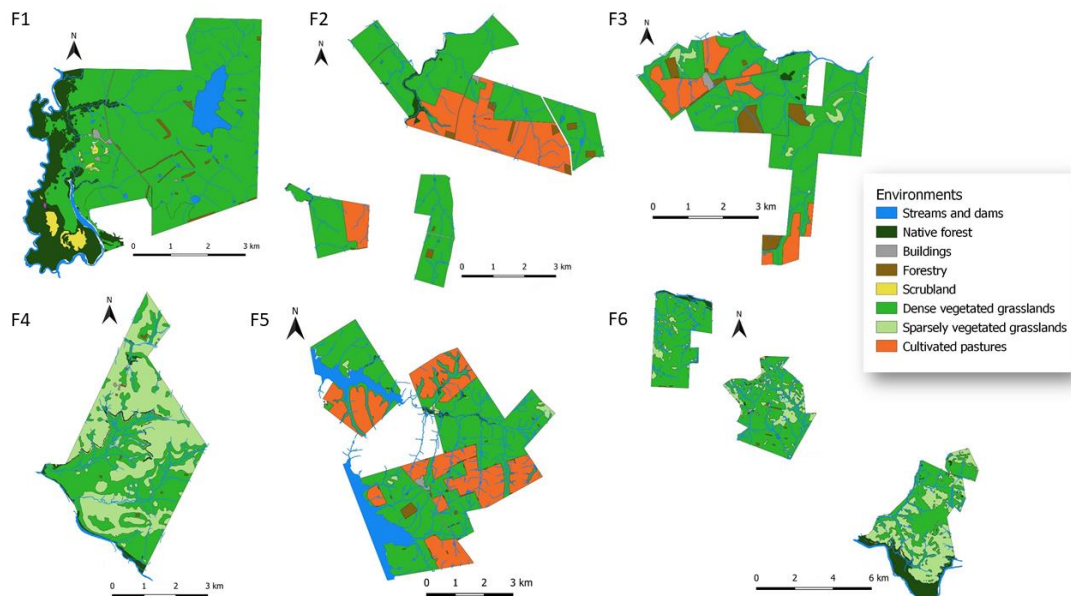 F1
N
0 1 2 3 km
F2
N
0 1 2 3 km
F3
N
0 1 2 3 km
Environments
Streams and dams
Native forest
Buildings
Forestry
Scrubland
Dense vegetated grasslands
Sparsely vegetated grasslands
Cultivated pastures
F4
N
0 1 2 3 km
F5
N
0 1 2 3 km
F6
N
0 2 4 6 km